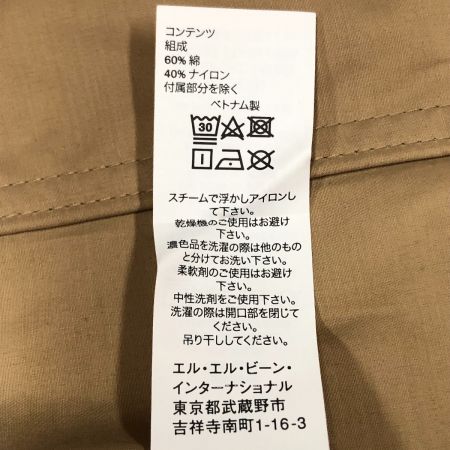 コンテンツ
組成
60% 綿
40% ナイロン
付属部分を除く
ベトナム製
30
スチームで浮かしアイロンし
て下さい。
乾燥機のご使用はお避け
下さい。
濃色品を洗濯の際は他のもの
と分けてお洗い下さい。
柔軟剤のご使用はお避け
下さい。
中性洗剤をご使用下さい。
洗濯の際は開口部を閉じて
ください。
吊り干ししてください。
エル・エル・ビーン・
インターナショナル
東京都武蔵野市
吉祥寺南町1-16-3